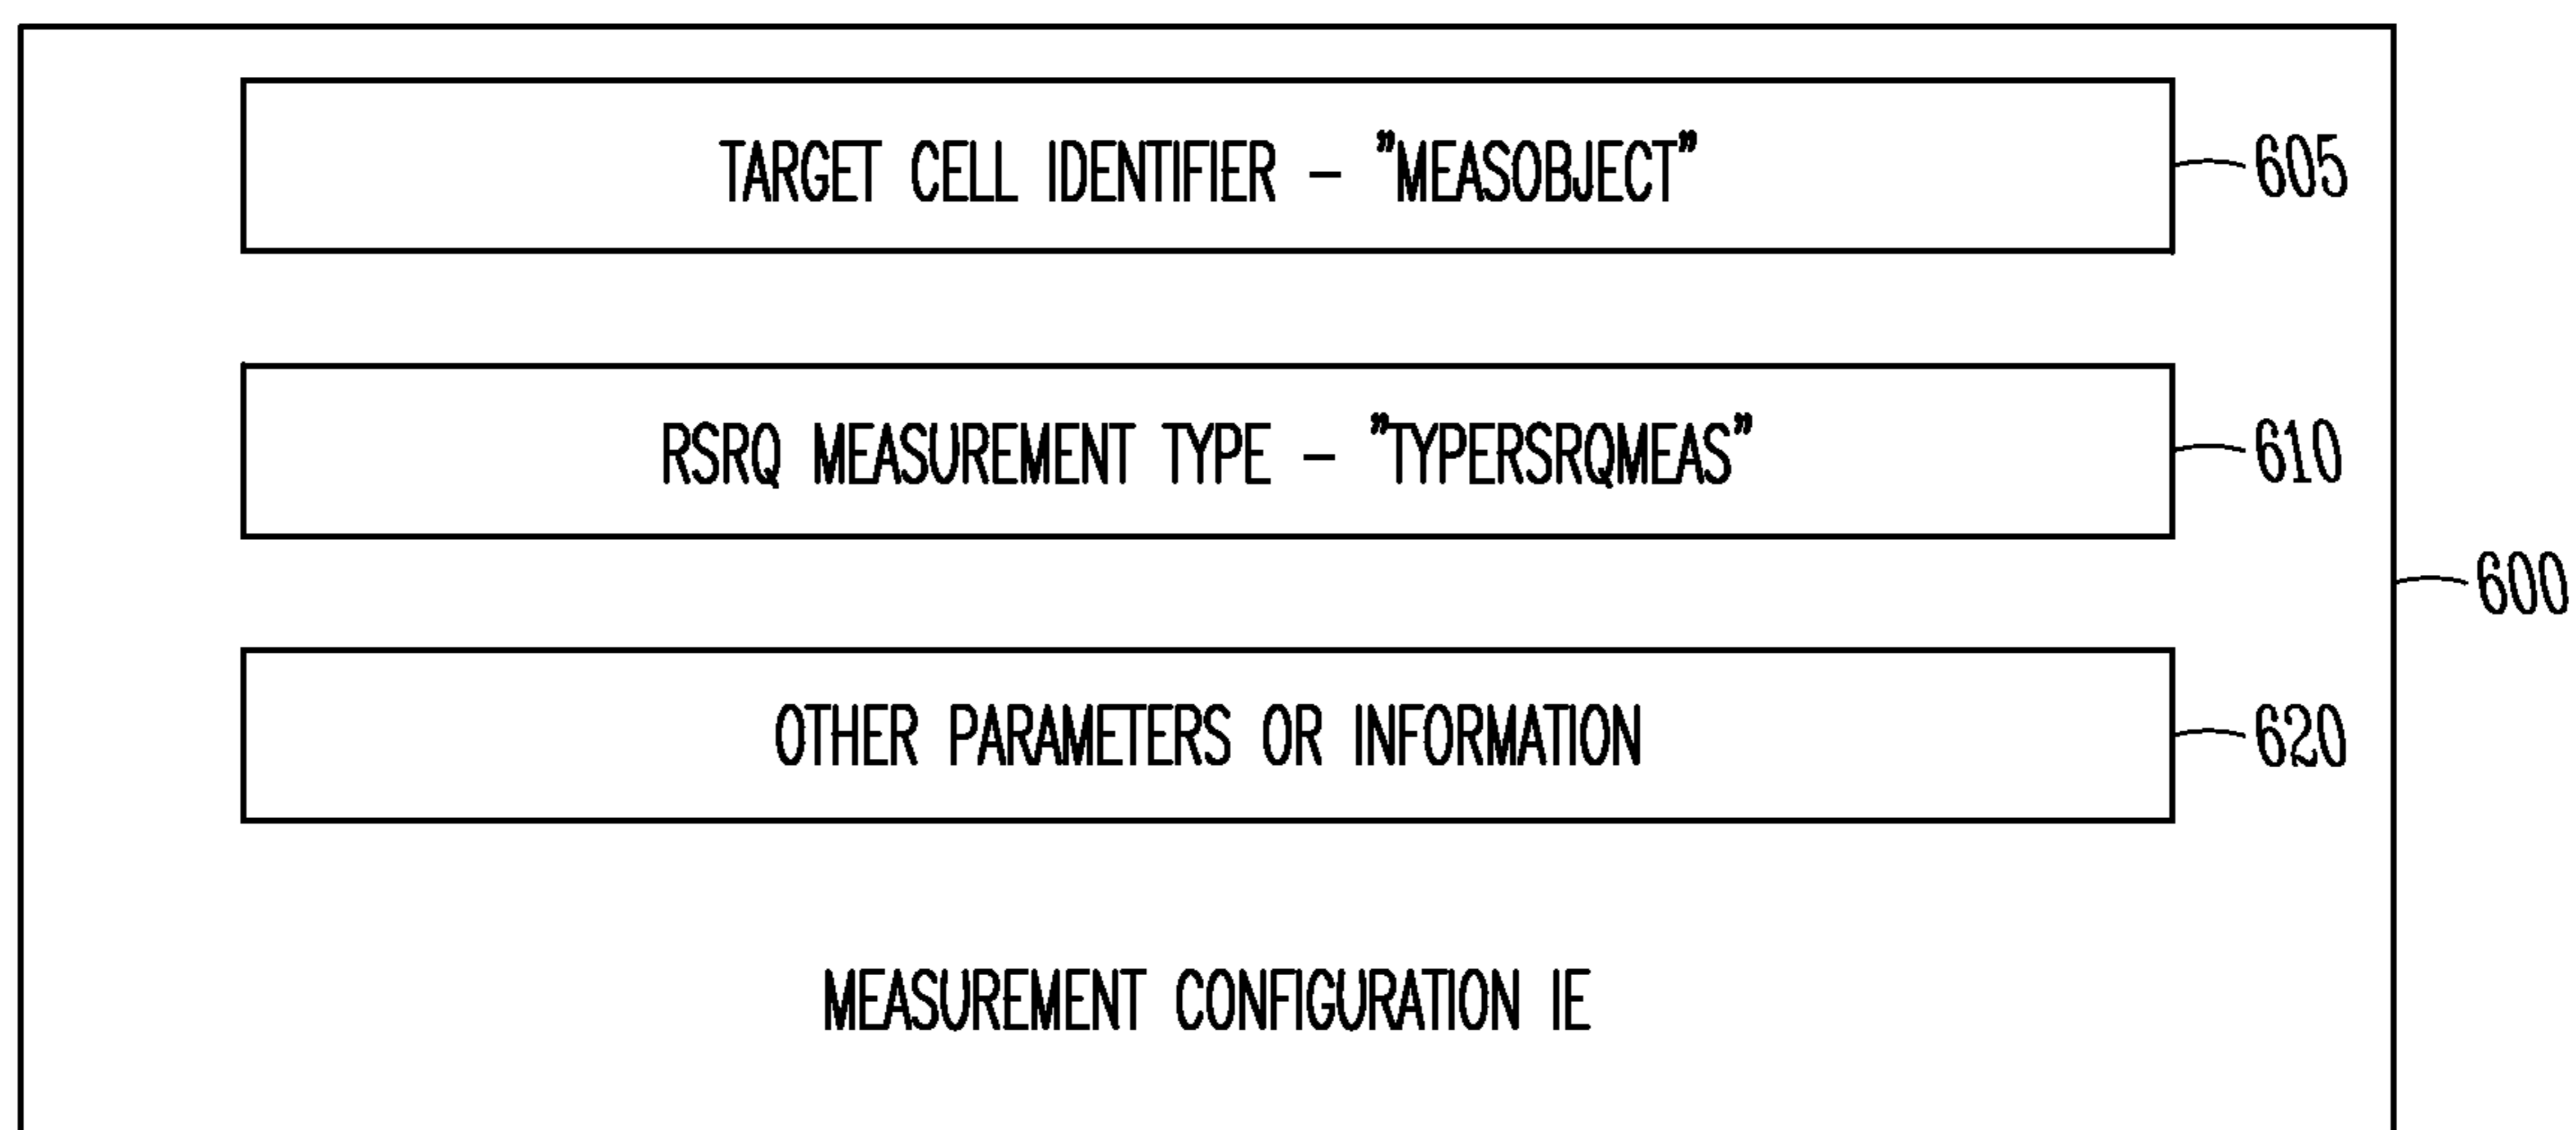 TARGET CELL IDENTIFIER – "MEASOBJECT"
605
RSRQ MEASUREMENT TYPE – "TYPERSRQMEAS"
610
600
OTHER PARAMETERS OR INFORMATION
620
MEASUREMENT CONFIGURATION IE